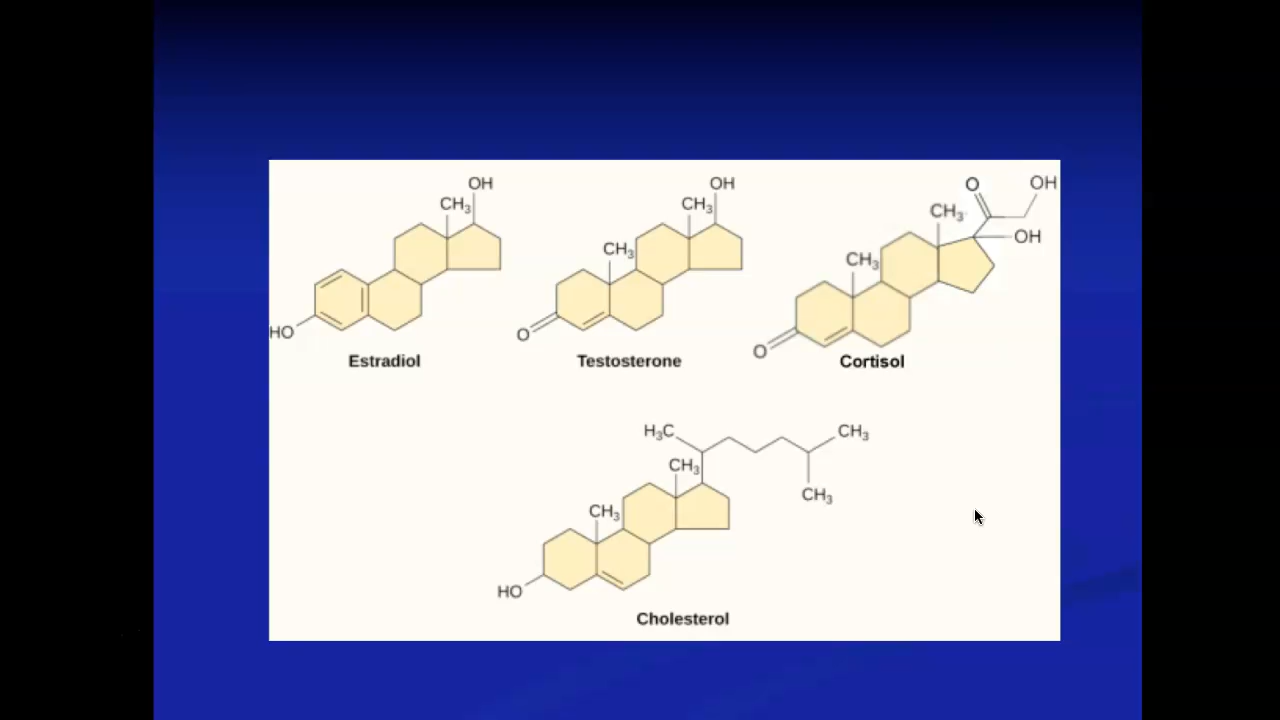 OH
CH₃
HO
Estradiol
OH
CH₃
CH₃
O
Testosterone
O
OH
CH₃
OH
CH₃
O
Cortisol
H₃C
CH₃
CH₃
CH₃
CH₃
HO
Cholesterol